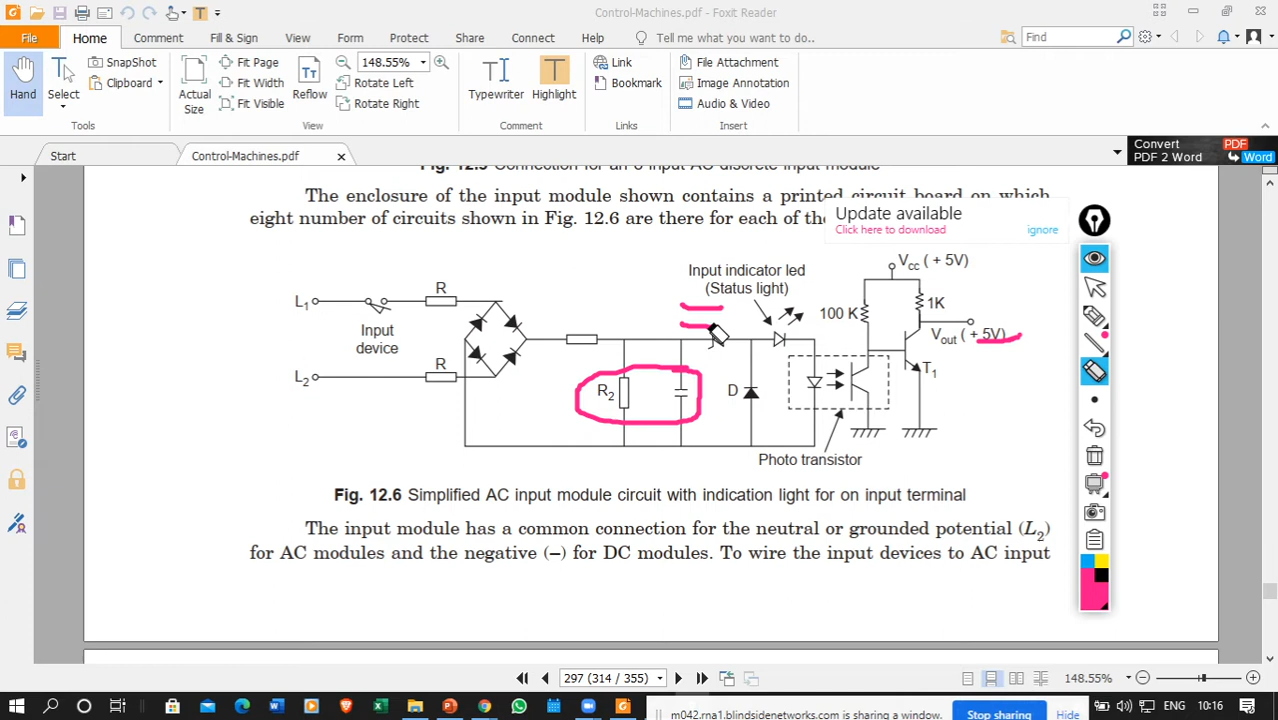 Control-Machines.pdf - Foxit Reader
File Home Comment Fill & Sign View Form Protect Share Connect Help Tell me what you want to do.. Find
Hand
Select
SnapShot
Clipboard
Actual
Size
Fit Page
Fit Width
Fit Visible
Reflow
148.55%
Rotate Left
Rotate Right
Typewriter
Highlight
Link
Bookmark
File Attachment
Image Annotation
Audio & Video
Tools View Comment Links Insert
Start Control-Machines.pdf
Convert PDF
PDF 2 Word Word
The enclosure of the input module shown contains a printed circuit board on which
eight number of circuits shown in Fig. 12.6 are there for each of the
Update available
Click here to download ignore
Input indicator led
(Status light)
Vcc ( + 5V)
L1
R
Input
device
L2
R
R2
D
100 K
1K
Vout ( + 5V)
T1
Photo transistor
Fig. 12.6 Simplified AC input module circuit with indication light for on input terminal
The input module has a common connection for the neutral or grounded potential (L2)
for AC modules and the negative (–) for DC modules. To wire the input devices to AC input
297 (314 / 355) 148.55%
m042.rna1.blindsidenetworks.com is sharing a window. Stop sharing Hide
ENG 10:16